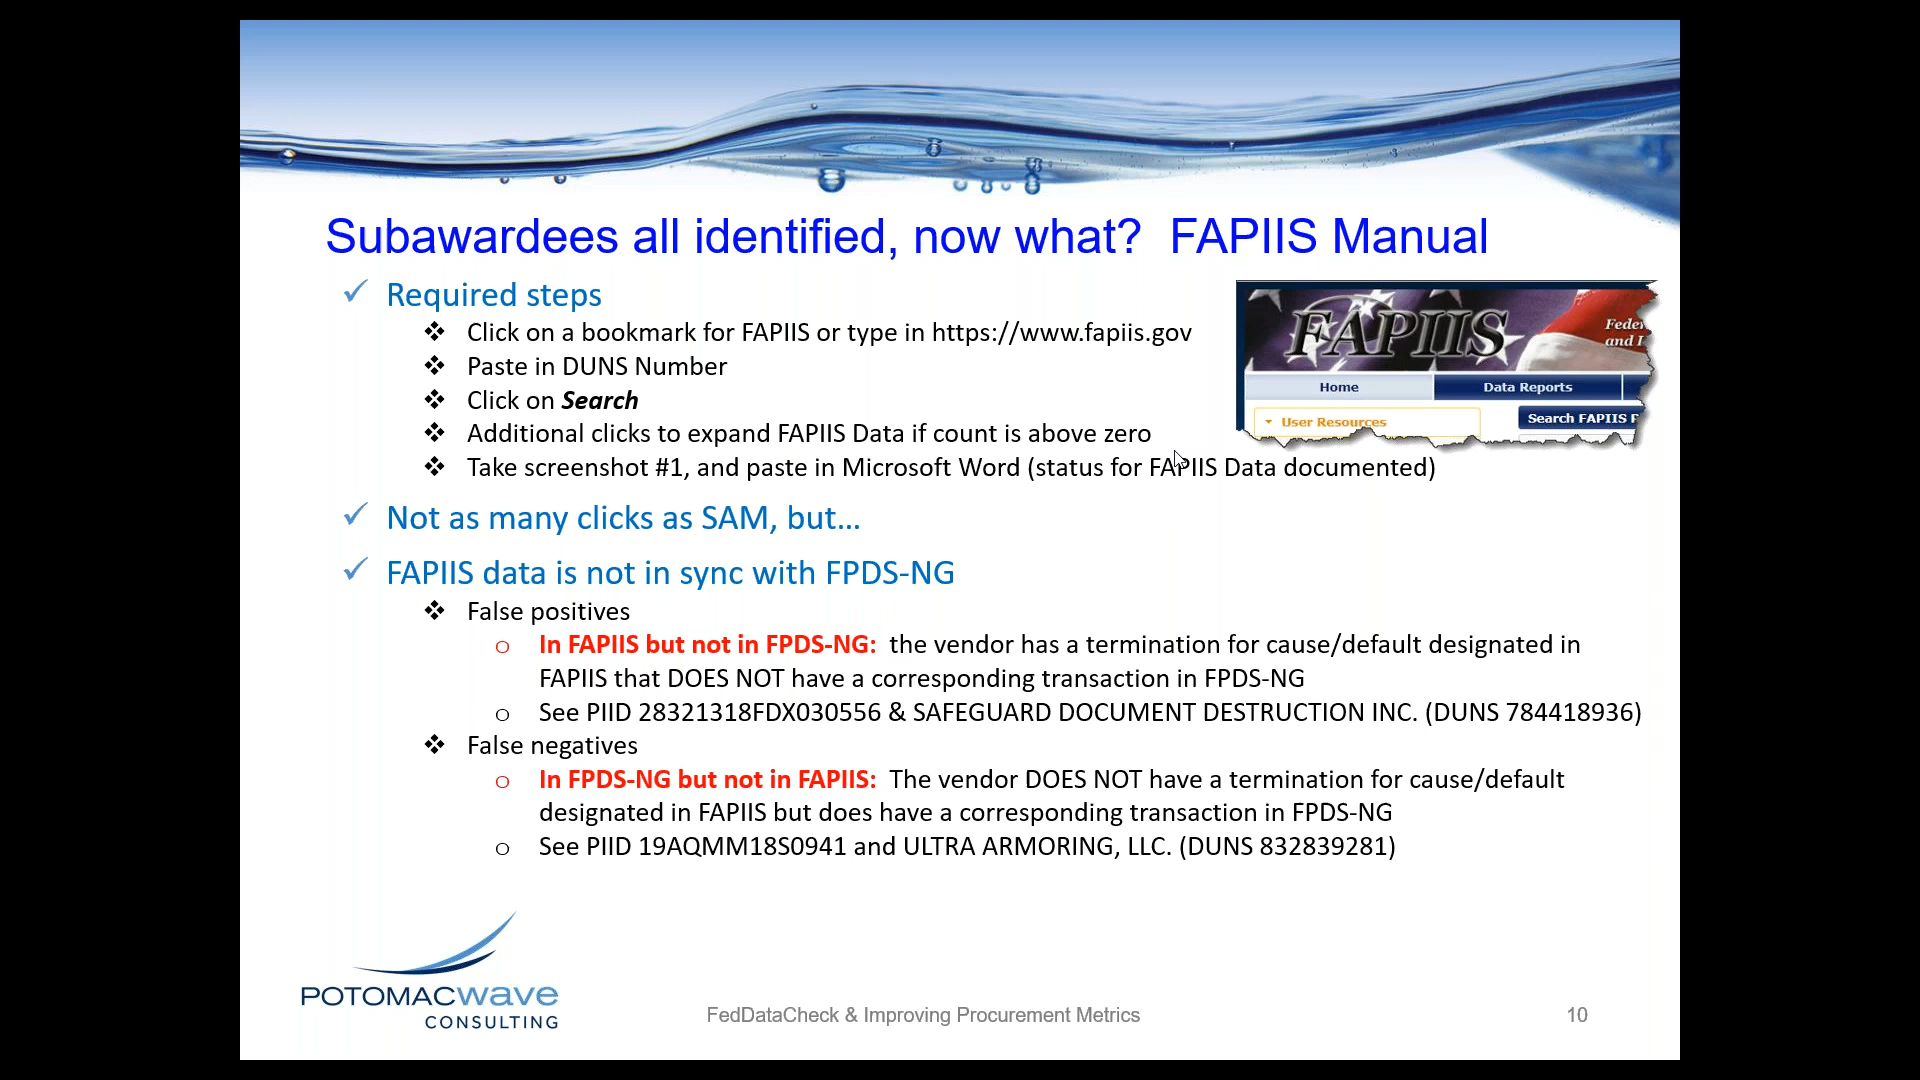 Subawardees all identified, now what?  FAPIIS Manual
✓ Required steps
❖ Click on a bookmark for FAPIIS or type in https://www.fapiis.gov
❖ Paste in DUNS Number
❖ Click on Search
❖ Additional clicks to expand FAPIIS Data if count is above zero
❖ Take screenshot #1, and paste in Microsoft Word (status for FAPIIS Data documented)
FAPIIS
and
Home
Data Reports
User Resources
Search FAPIIS
✓ Not as many clicks as SAM, but…
✓ FAPIIS data is not in sync with FPDS-NG
❖ False positives
o In FAPIIS but not in FPDS-NG:  the vendor has a termination for cause/default designated in
FAPIIS that DOES NOT have a corresponding transaction in FPDS-NG
o See PIID 28321318FDX030556 & SAFEGUARD DOCUMENT DESTRUCTION INC. (DUNS 784418936)
❖ False negatives
o In FPDS-NG but not in FAPIIS:  The vendor DOES NOT have a termination for cause/default
designated in FAPIIS but does have a corresponding transaction in FPDS-NG
o See PIID 19AQMM18S0941 and ULTRA ARMORING, LLC. (DUNS 832839281)
POTOMACwave
CONSULTING
FedDataCheck & Improving Procurement Metrics
10